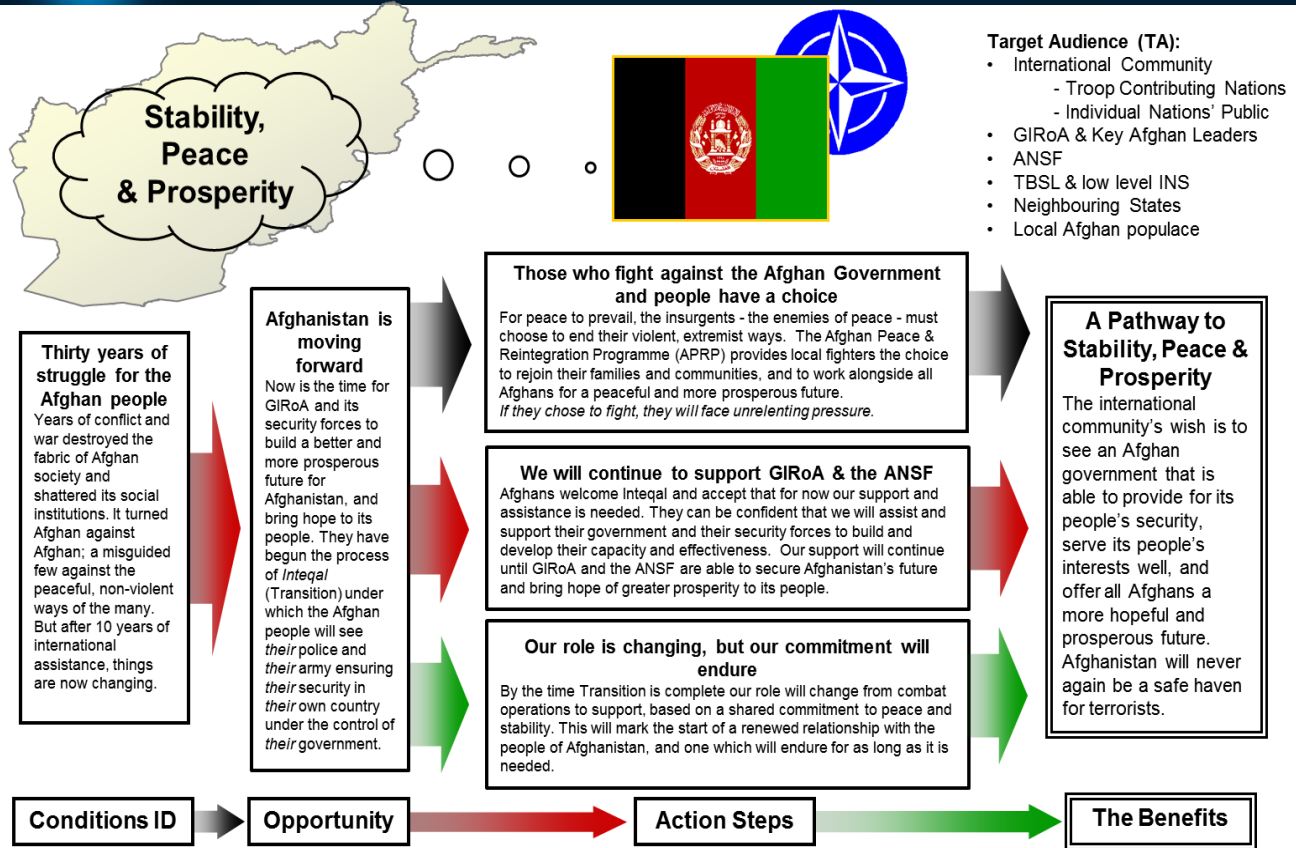 Stability,
Peace
& Prosperity
Target Audience (TA):
• International Community
- Troop Contributing Nations
- Individual Nations' Public
• GIRoA & Key Afghan Leaders
• ANSF
• TBSL & low level INS
• Neighbouring States
• Local Afghan populace
Thirty years of
struggle for the
Afghan people
Years of conflict and
war destroyed the
fabric of Afghan
society and
shattered its social
institutions. It turned
Afghan against
Afghan; a misguided
few against the
peaceful, non-violent
ways of the many.
But after 10 years of
international
assistance, things
are now changing.
Afghanistan is
moving
forward
Now is the time for
GIRoA and its
security forces to
build a better and
more prosperous
future for
Afghanistan, and
bring hope to its
people. They have
begun the process
of Inteqal
(Transition) under
which the Afghan
people will see
their police and
their army ensuring
their security in
their own country
under the control of
their government.
Those who fight against the Afghan Government
and people have a choice
For peace to prevail, the insurgents - the enemies of peace - must
choose to end their violent, extremist ways. The Afghan Peace &
Reintegration Programme (APRP) provides local fighters the choice
to rejoin their families and communities, and to work alongside all
Afghans for a peaceful and more prosperous future.
If they chose to fight, they will face unrelenting pressure.
We will continue to support GIRoA & the ANSF
Afghans welcome Inteqal and accept that for now our support and
assistance is needed. They can be confident that we will assist and
support their government and their security forces to build and
develop their capacity and effectiveness. Our support will continue
until GIRoA and the ANSF are able to secure Afghanistan's future
and bring hope of greater prosperity to its people.
Our role is changing, but our commitment will
endure
By the time Transition is complete our role will change from combat
operations to support, based on a shared commitment to peace and
stability. This will mark the start of a renewed relationship with the
people of Afghanistan, and one which will endure for as long as it is
needed.
A Pathway to
Stability, Peace &
Prosperity
The international
community's wish is to
see an Afghan
government that is
able to provide for its
people's security,
serve its people's
interests well, and
offer all Afghans a
more hopeful and
prosperous future.
Afghanistan will never
again be a safe haven
for terrorists.
Conditions ID
Opportunity
Action Steps
The Benefits